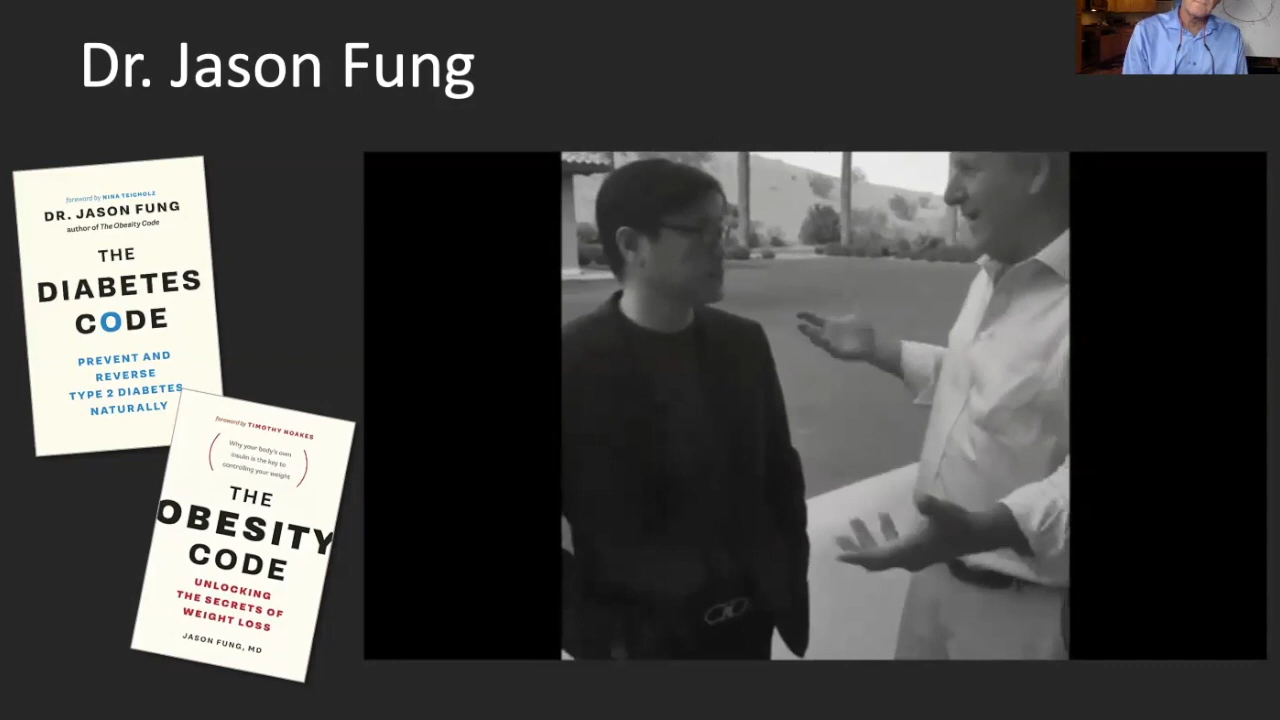 Dr. Jason Fung
foreword by NINA TEICHOLZ
DR. JASON FUNG
author of The Obesity Code
THE
DIABETES
CODE
PREVENT AND
REVERSE
TYPE 2 DIABETES
NATURALLY
foreword by TIMOTHY NOAKES
Why your body's own
insulin is the key to
controlling your weight
THE
OBESITY
CODE
UNLOCKING
THE SECRETS OF
WEIGHT LOSS
JASON FUNG, MD